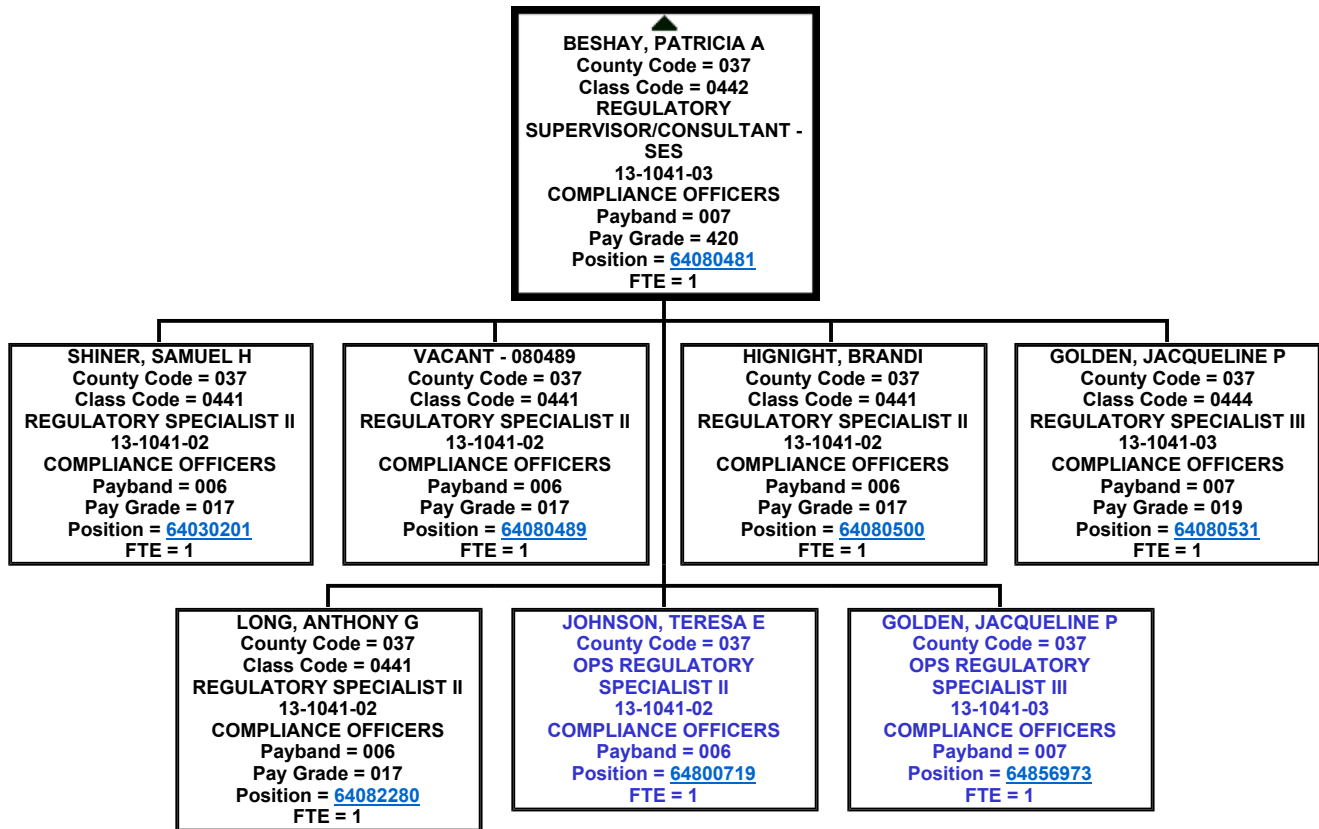 BESHAY, PATRICIA A
County Code = 037
Class Code = 0442
REGULATORY
SUPERVISOR/CONSULTANT -
SES
13-1041-03
COMPLIANCE OFFICERS
Payband = 007
Pay Grade = 420
Position = 64080481
FTE = 1
SHINER, SAMUEL H
County Code = 037
Class Code = 0441
REGULATORY SPECIALIST II
13-1041-02
COMPLIANCE OFFICERS
Payband = 006
Pay Grade = 017
Position = 64030201
FTE = 1
VACANT - 080489
County Code = 037
Class Code = 0441
REGULATORY SPECIALIST II
13-1041-02
COMPLIANCE OFFICERS
Payband = 006
Pay Grade = 017
Position = 64080489
FTE = 1
HIGNIGHT, BRANDI
County Code = 037
Class Code = 0441
REGULATORY SPECIALIST II
13-1041-02
COMPLIANCE OFFICERS
Payband = 006
Pay Grade = 017
Position = 64080500
FTE = 1
GOLDEN, JACQUELINE P
County Code = 037
Class Code = 0444
REGULATORY SPECIALIST III
13-1041-03
COMPLIANCE OFFICERS
Payband = 007
Pay Grade = 019
Position = 64080531
FTE = 1
LONG, ANTHONY G
County Code = 037
Class Code = 0441
REGULATORY SPECIALIST II
13-1041-02
COMPLIANCE OFFICERS
Payband = 006
Pay Grade = 017
Position = 64082280
FTE = 1
JOHNSON, TERESA E
County Code = 037
OPS REGULATORY
SPECIALIST II
13-1041-02
COMPLIANCE OFFICERS
Payband = 006
Position = 64800719
FTE = 1
GOLDEN, JACQUELINE P
County Code = 037
OPS REGULATORY
SPECIALIST III
13-1041-03
COMPLIANCE OFFICERS
Payband = 007
Position = 64856973
FTE = 1